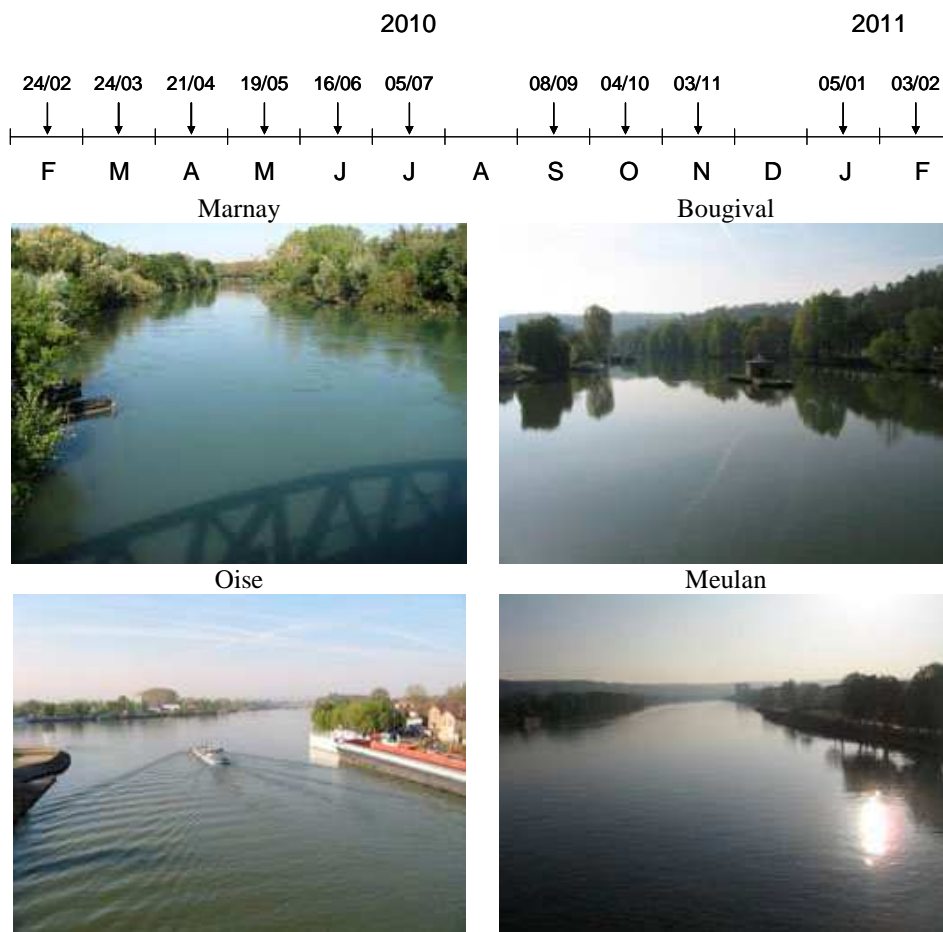 2010 2011
24/02 24/03 21/04 19/05 16/06 05/07 08/09 04/10 03/11 05/01 03/02
F M A M J J A S O N D J F
Marnay Bougival
Oise Meulan